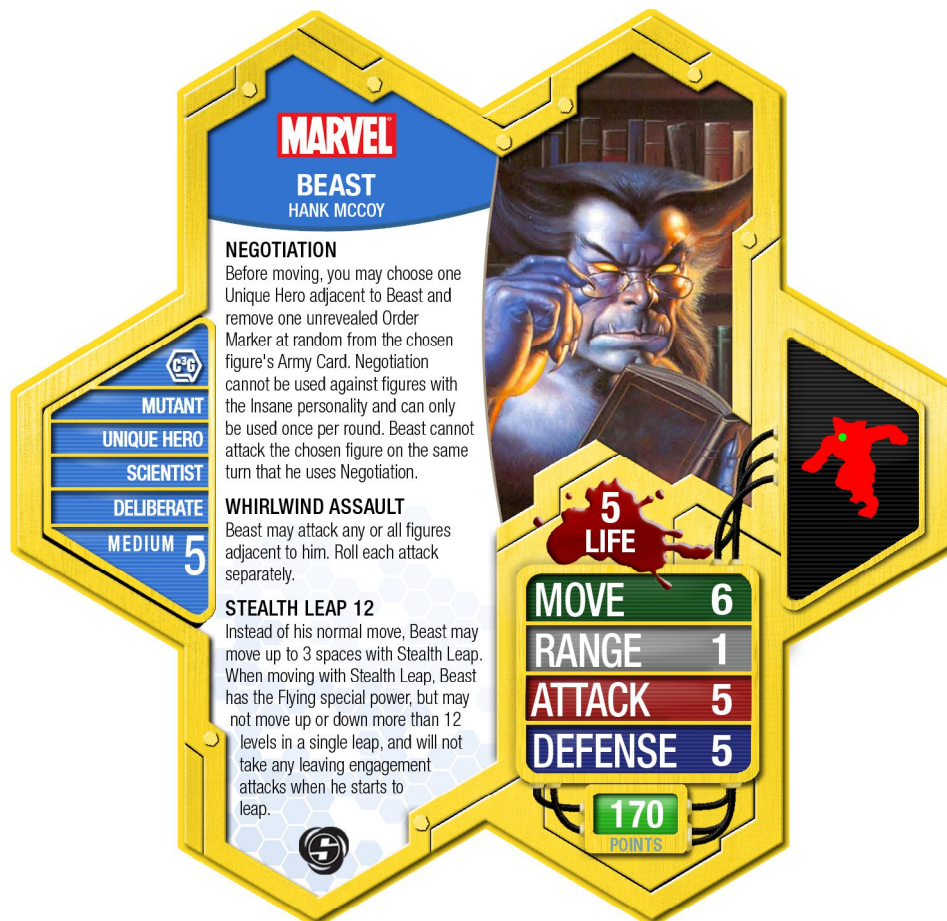 MARVEL
BEAST
HANK MCCOY
NEGOTIATION
Before moving, you may choose one
Unique Hero adjacent to Beast and
remove one unrevealed Order
Marker at random from the chosen
figure's Army Card. Negotiation
cannot be used against figures with
the Insane personality and can only
be used once per round. Beast cannot
attack the chosen figure on the same
turn that he uses Negotiation.
WHIRLWIND ASSAULT
Beast may attack any or all figures
adjacent to him. Roll each attack
separately.
STEALTH LEAP 12
Instead of his normal move, Beast may
move up to 3 spaces with Stealth Leap.
When moving with Stealth Leap, Beast
has the Flying special power, but may
not move up or down more than 12
levels in a single leap, and will not
take any leaving engagement
attacks when he starts to
leap.
C3G
MUTANT
UNIQUE HERO
SCIENTIST
DELIBERATE
MEDIUM 5
5
LIFE
MOVE 6
RANGE 1
ATTACK 5
DEFENSE 5
170
POINTS